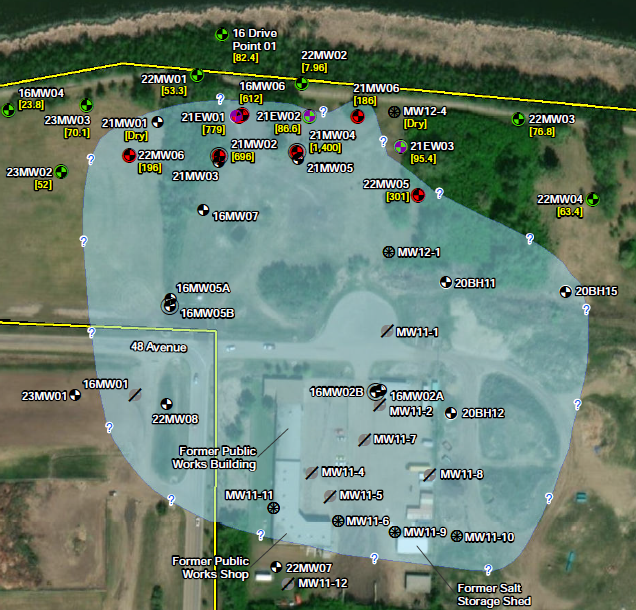 16 Drive
Point 01
[82.4]
22MW02
[7.96]
22MW01
[53.3]
16MW04
[23.8]
16MW06
[612]
21MW06
[186]
23MW03
[70.1]
21MW01
[Dry]
21EW01
[779]
21EW02
[86.6]
?
?
MW12-4
[Dry]
22MW03
[76.8]
21MW02
[696]
21MW04
[1,400]
21EW03
[95.4]
?
?
22MW06
[196]
21MW03
21MW05
23MW02
[52]
22MW05
[301]
?
22MW04
[63.4]
16MW07
?
?
MW12-1
20BH11
20BH15
16MW05A
16MW05B
?
?
MW11-1
48 Avenue
16MW01
23MW01
16MW02B
16MW02A
MW11-2
22MW08
20BH12
?
?
MW11-7
Former Public
Works Building
MW11-4
MW11-8
MW11-11
MW11-5
?
?
MW11-6
MW11-9
MW11-10
?
?
Former Public
Works Shop
22MW07
MW11-12
?
Former Salt
Storage Shed